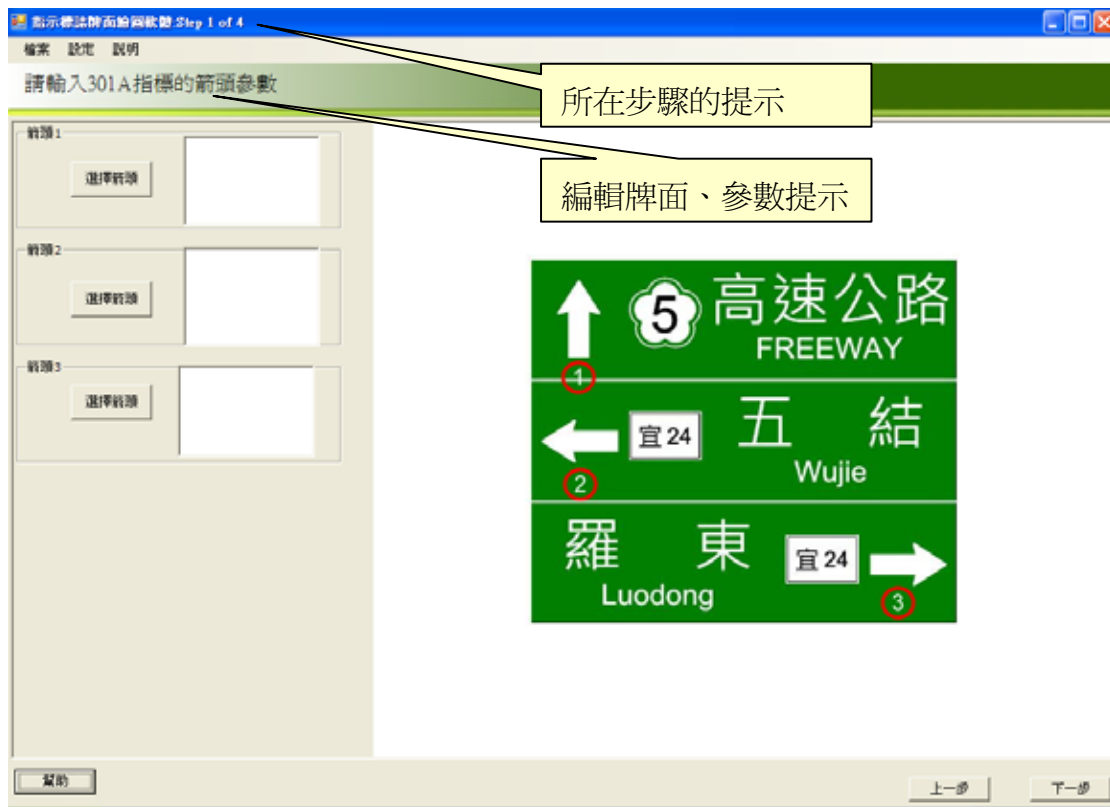 指示標誌牌面繪圖軟體 Step 1 of 4
檔案 設定 說明
請輸入301A指標的箭頭參數
所在步驟的提示
編輯牌面、參數提示
箭頭1
選擇箭頭
箭頭2
選擇箭頭
箭頭3
選擇箭頭
5 高速公路
FREEWAY
1
宜24 五結
Wujie
2
羅東 宜24
Luodong
3
幫助
上一步 下一步